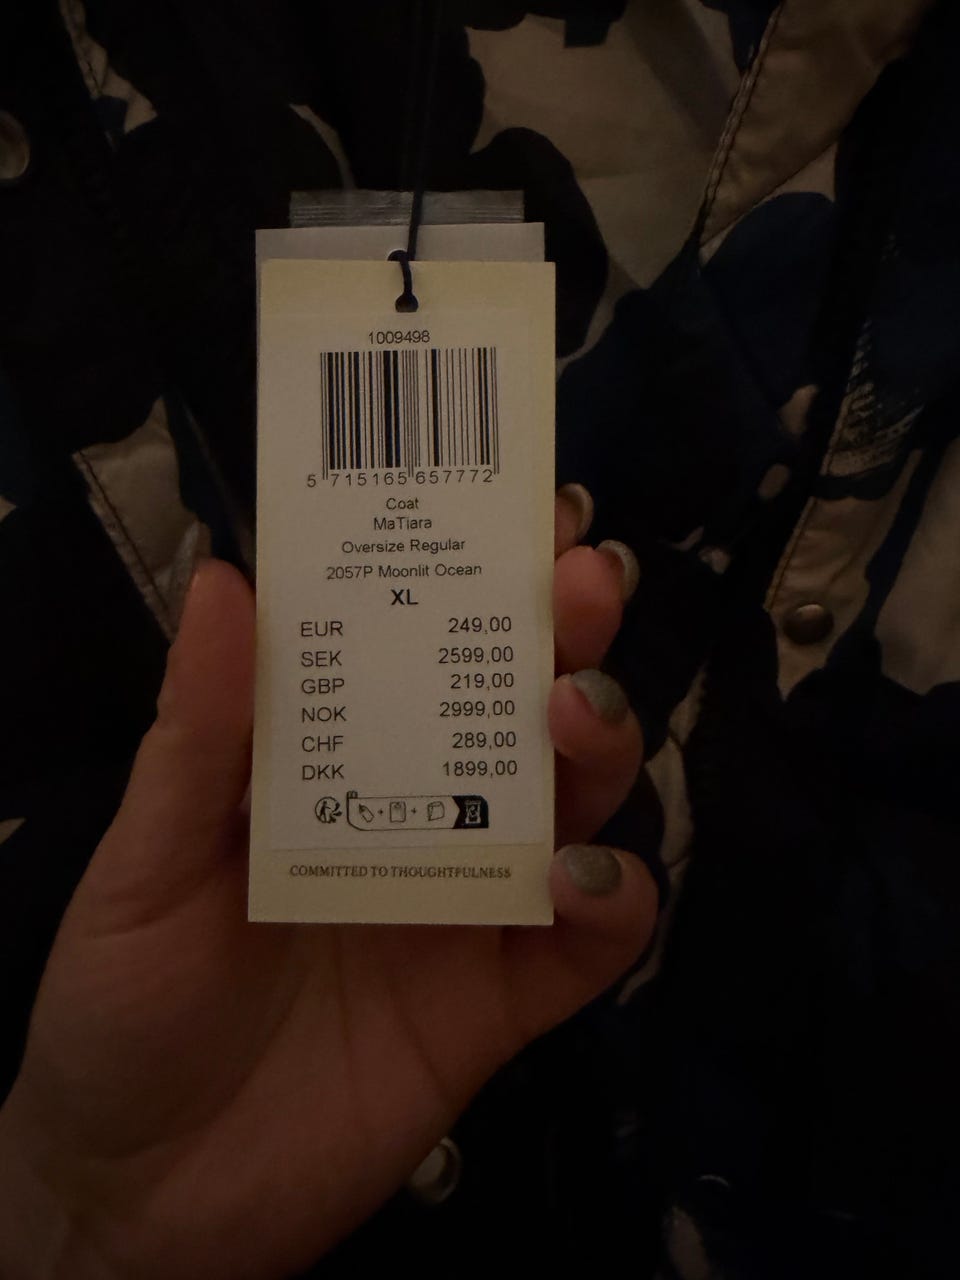 1009498
5 715165 657772
Coat
MaTiara
Oversize Regular
2057P Moonlit Ocean
XL
EUR 249,00
SEK 2599,00
GBP 219,00
NOK 2999,00
CHF 289,00
DKK 1899,00
COMMITTED TO THOUGHTFULNESS